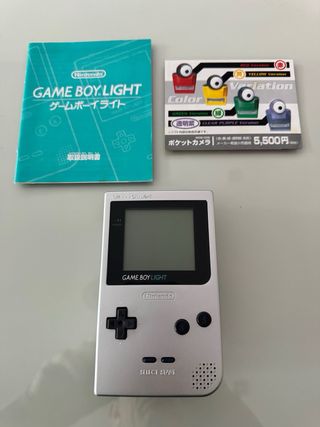 Nintendo
GAME BOY LIGHT
ゲームボーイライト
取扱説明書
RED Version
黄
YELLOW Version
Color Variation
GREEN Version
緑
透明紫
CLEAR PURPLE Version
ポケットカメラ
5,500円
GAME BOY LIGHT
Nintendo
SELECT START